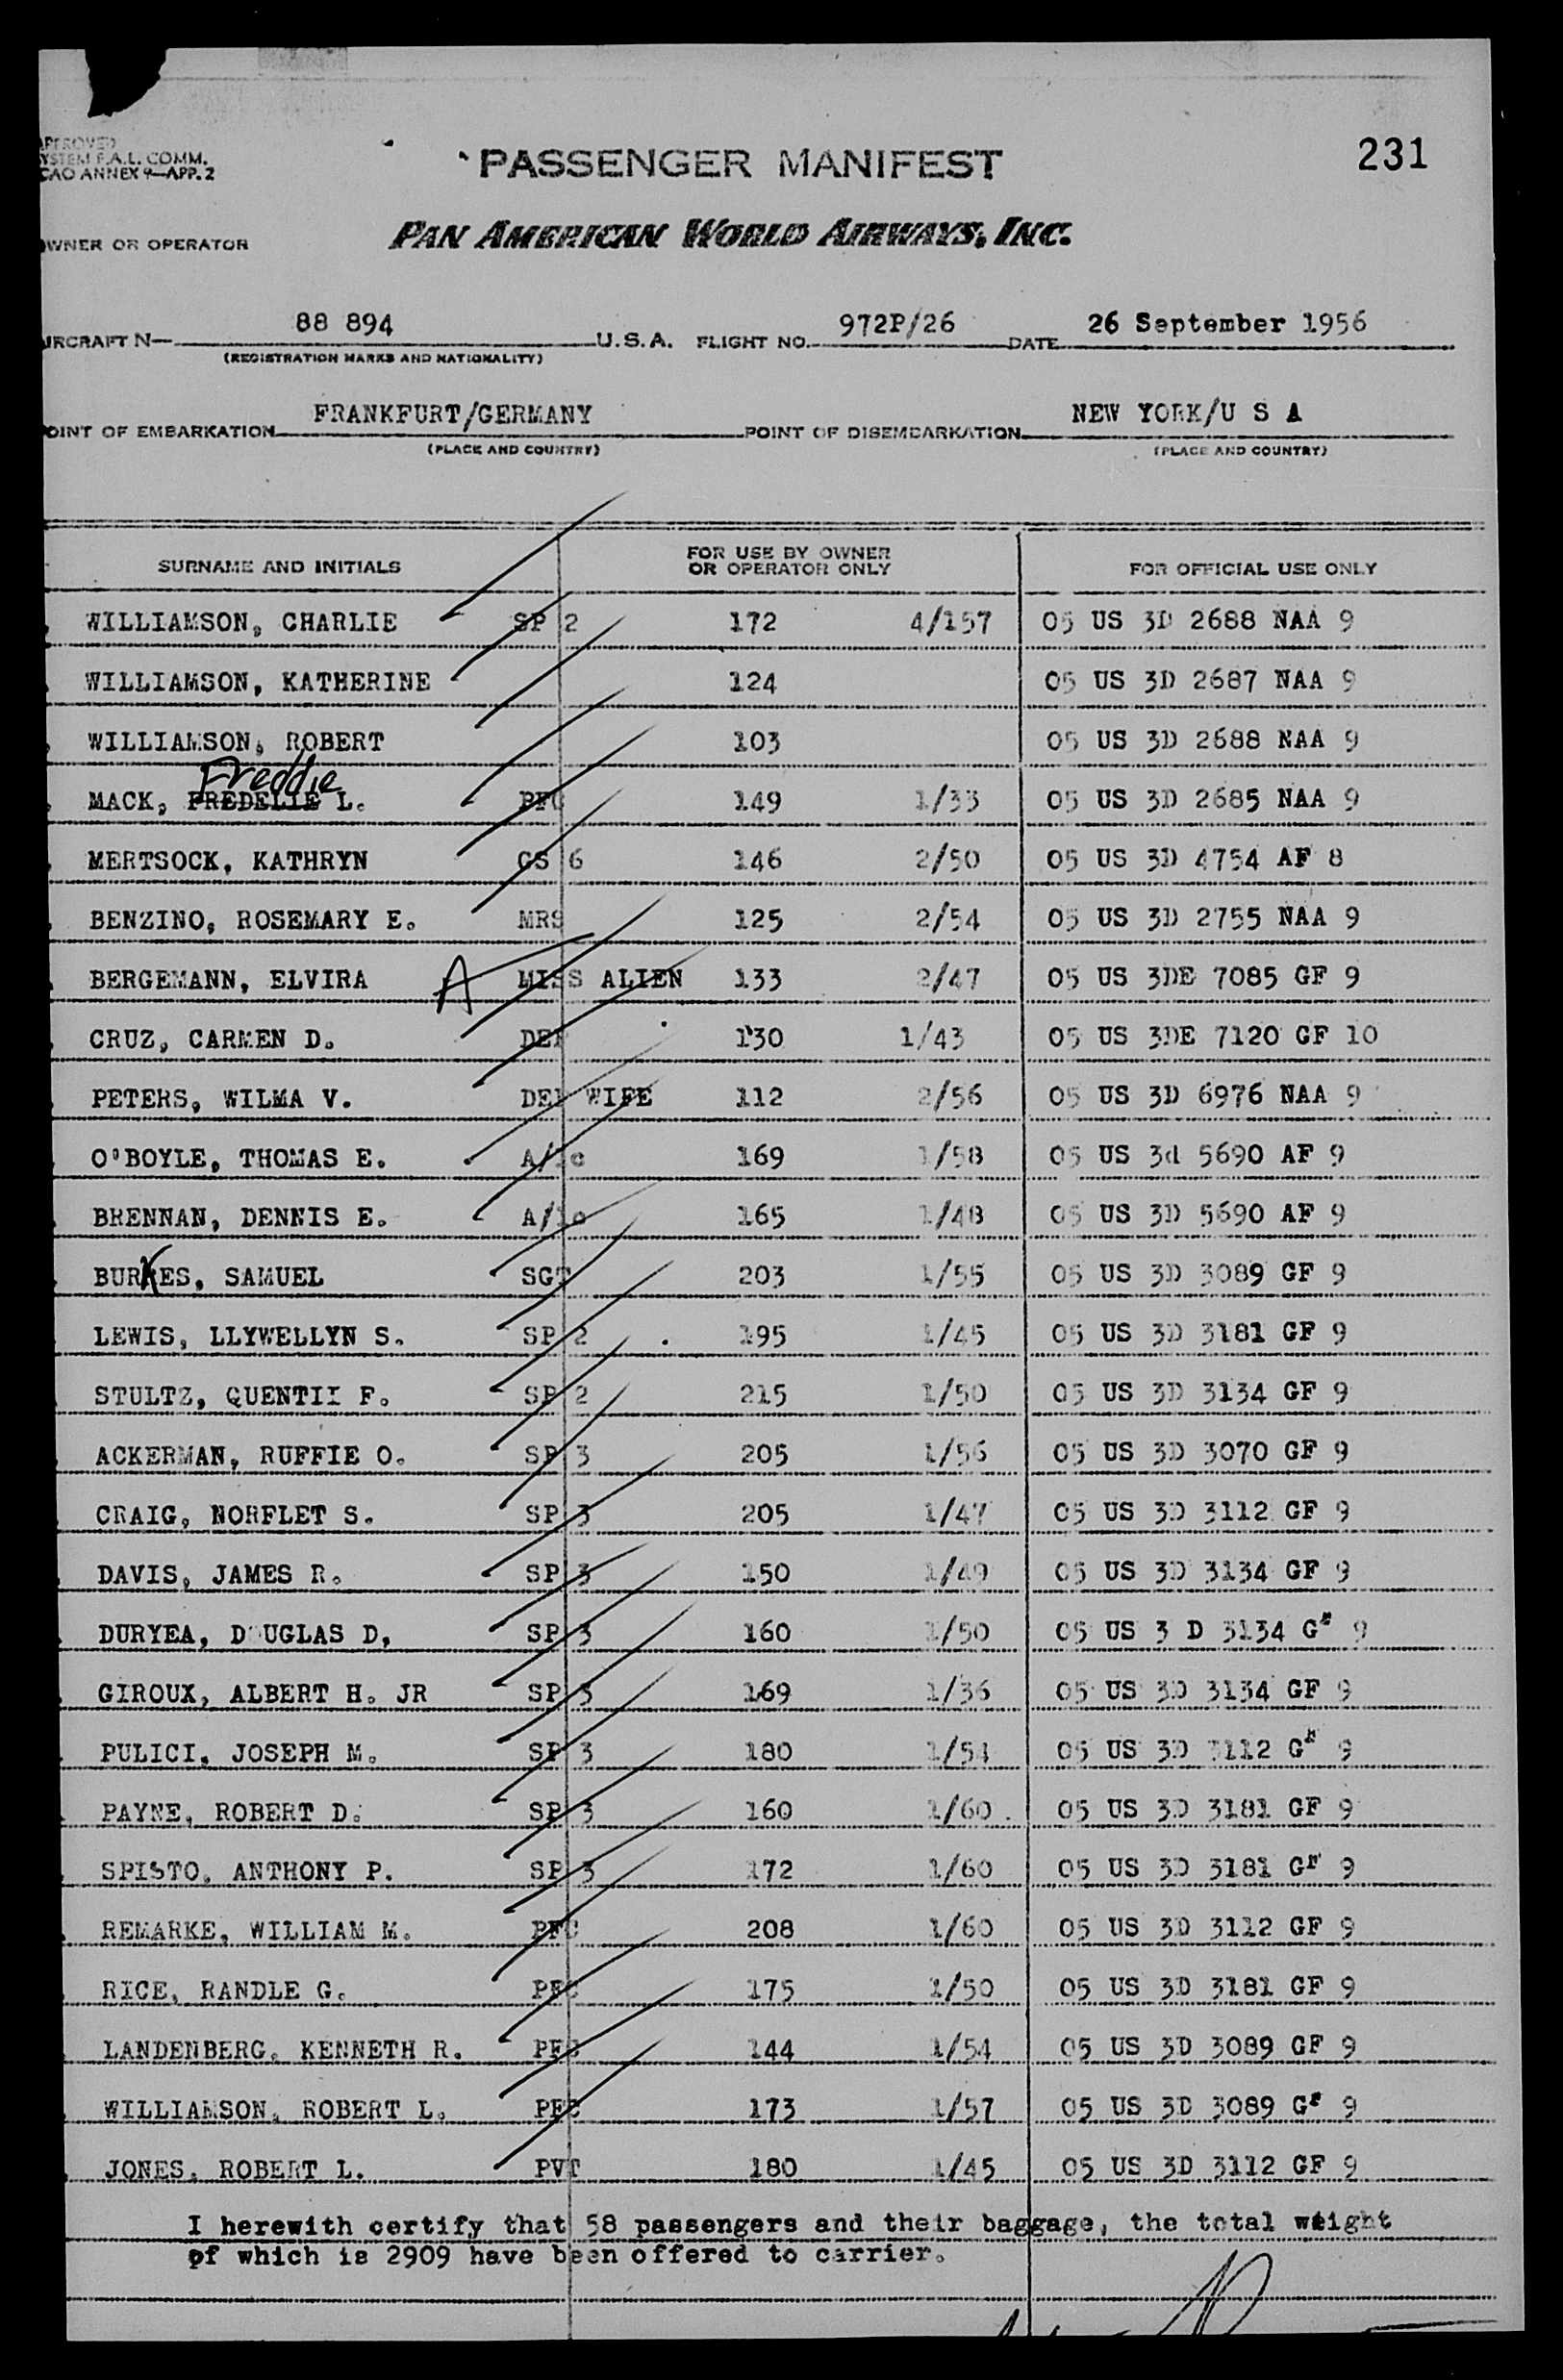 APPROVED
YSTEM F.A.L. COMM.
CAO ANNEX 9—APP. 2
PASSENGER MANIFEST
231
OWNER OR OPERATOR
PAN AMERICAN WORLD AIRWAYS, INC.
IRCRAFT N— 88 894 U.S.A. FLIGHT NO. 972P/26 DATE 26 September 1956
(REGISTRATION MARKS AND NATIONALITY)
OINT OF EMBARKATION FRANKFURT/GERMANY POINT OF DISEMBARKATION NEW YORK/U S A
(PLACE AND COUNTRY) (PLACE AND COUNTRY)
SURNAME AND INITIALS FOR USE BY OWNER OR OPERATOR ONLY FOR OFFICIAL USE ONLY
WILLIAMSON, CHARLIE SP 2 172 4/157 05 US 3D 2688 NAA 9
WILLIAMSON, KATHERINE 124 05 US 3D 2687 NAA 9
WILLIAMSON, ROBERT 103 05 US 3D 2688 NAA 9
Freddie
MACK, FREDELIE L. PFC 149 1/33 05 US 3D 2685 NAA 9
MERTSOCK, KATHRYN GS 6 146 2/50 05 US 3D 4754 AF 8
BENZINO, ROSEMARY E. MRS 125 2/54 05 US 3D 2755 NAA 9
BERGEMANN, ELVIRA A MISS ALIEN 133 2/47 05 US 3DE 7085 GF 9
CRUZ, CARMEN D. DEP 130 1/43 05 US 3DE 7120 GF 10
PETERS, WILMA V. DEP WIFE 112 2/56 05 US 3D 6976 NAA 9
O'BOYLE, THOMAS E. A/1c 169 1/58 05 US 3d 5690 AF 9
BRENNAN, DENNIS E. A/1c 165 1/48 05 US 3D 5690 AF 9
BURKES, SAMUEL SGT 203 1/55 05 US 3D 3089 GF 9
LEWIS, LLYWELLYN S. SP 2 195 1/45 05 US 3D 3181 GF 9
STULTZ, QUENTII F. SP 2 215 1/50 05 US 3D 3134 GF 9
ACKERMAN, RUFFIE O. SP 3 205 1/56 05 US 3D 3070 GF 9
CRAIG, NORFLET S. SP 3 205 1/47 05 US 3D 3112 GF 9
DAVIS, JAMES R. SP 3 150 1/49 05 US 3D 3134 GF 9
DURYEA, D UGLAS D, SP 3 160 1/50 05 US 3 D 3134 G" 9
GIROUX, ALBERT H. JR SP 3 169 1/36 05 US 3D 3134 GF 9
PULICI, JOSEPH M. SP 3 180 1/54 05 US 3D 3112 G" 9
PAYNE, ROBERT D. SP 3 160 1/60 05 US 3D 3181 GF 9
SPISTO, ANTHONY P. SP 3 172 1/60 05 US 3D 3181 GF 9
REMARKE, WILLIAM M. PFC 208 1/60 05 US 3D 3112 GF 9
RICE, RANDLE G. PFC 175 1/50 05 US 3D 3181 GF 9
LANDENBERG, KENNETH R. PFC 144 1/54 05 US 3D 3089 GF 9
WILLIAMSON, ROBERT L. PFC 173 1/57 05 US 3D 3089 G" 9
JONES, ROBERT L. PVT 180 1/45 05 US 3D 3112 GF 9
I herewith certify that 58 passengers and their baggage, the total weight
of which is 2909 have been offered to carrier.